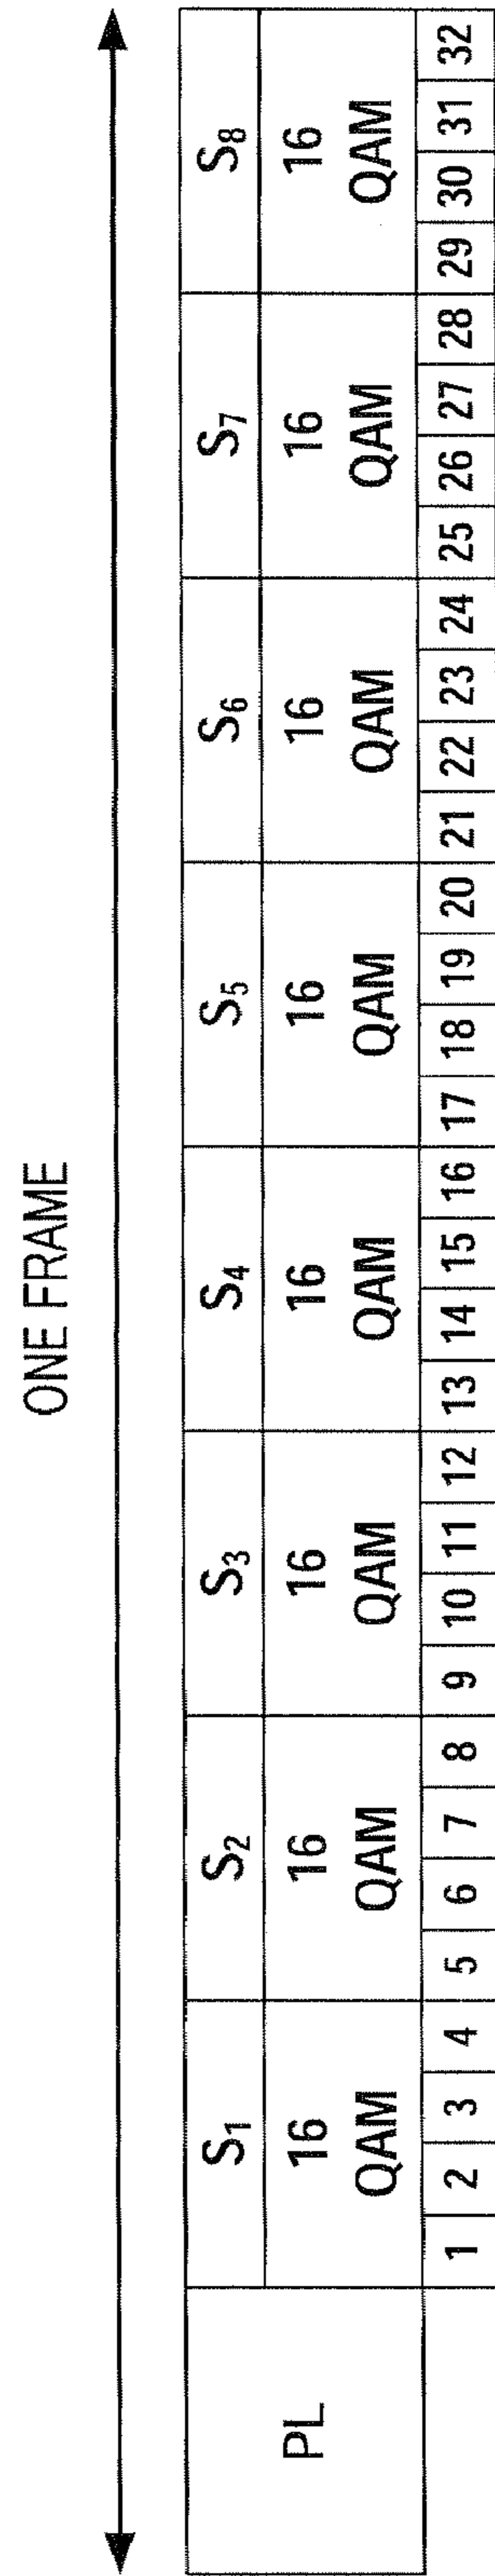 ONE FRAME
PL S1 S2 S3 S4 S5 S6 S7 S8
16 16 16 16 16 16 16 16
QAM QAM QAM QAM QAM QAM QAM QAM
1 2 3 4 5 6 7 8 9 10 11 12 13 14 15 16 17 18 19 20 21 22 23 24 25 26 27 28 29 30 31 32